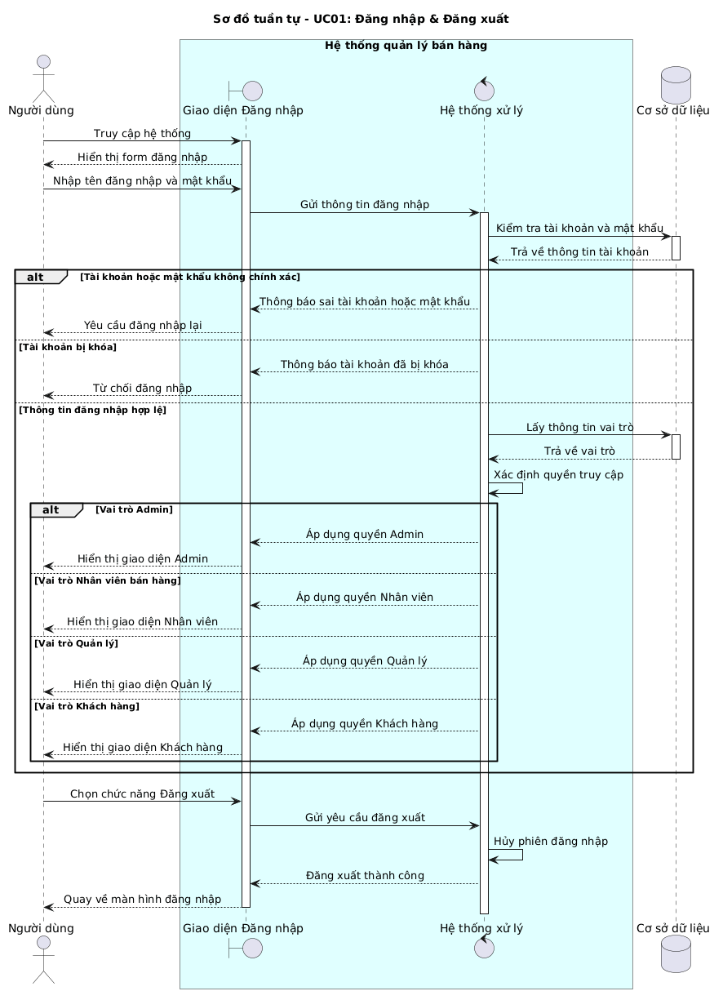 Sơ đồ tuần tự - UC01: Đăng nhập & Đăng xuất
Hệ thống quản lý bán hàng
Người dùng
Giao diện Đăng nhập
Hệ thống xử lý
Cơ sở dữ liệu
Truy cập hệ thống
Hiển thị form đăng nhập
Nhập tên đăng nhập và mật khẩu
Gửi thông tin đăng nhập
Kiểm tra tài khoản và mật khẩu
Trả về thông tin tài khoản
alt
[Tài khoản hoặc mật khẩu không chính xác]
Thông báo sai tài khoản hoặc mật khẩu
Yêu cầu đăng nhập lại
[Tài khoản bị khóa]
Thông báo tài khoản đã bị khóa
Từ chối đăng nhập
[Thông tin đăng nhập hợp lệ]
Lấy thông tin vai trò
Trả về vai trò
Xác định quyền truy cập
alt
[Vai trò Admin]
Áp dụng quyền Admin
Hiển thị giao diện Admin
[Vai trò Nhân viên bán hàng]
Áp dụng quyền Nhân viên
Hiển thị giao diện Nhân viên
[Vai trò Quản lý]
Áp dụng quyền Quản lý
Hiển thị giao diện Quản lý
[Vai trò Khách hàng]
Áp dụng quyền Khách hàng
Hiển thị giao diện Khách hàng
Chọn chức năng Đăng xuất
Gửi yêu cầu đăng xuất
Hủy phiên đăng nhập
Đăng xuất thành công
Quay về màn hình đăng nhập
Người dùng
Giao diện Đăng nhập
Hệ thống xử lý
Cơ sở dữ liệu